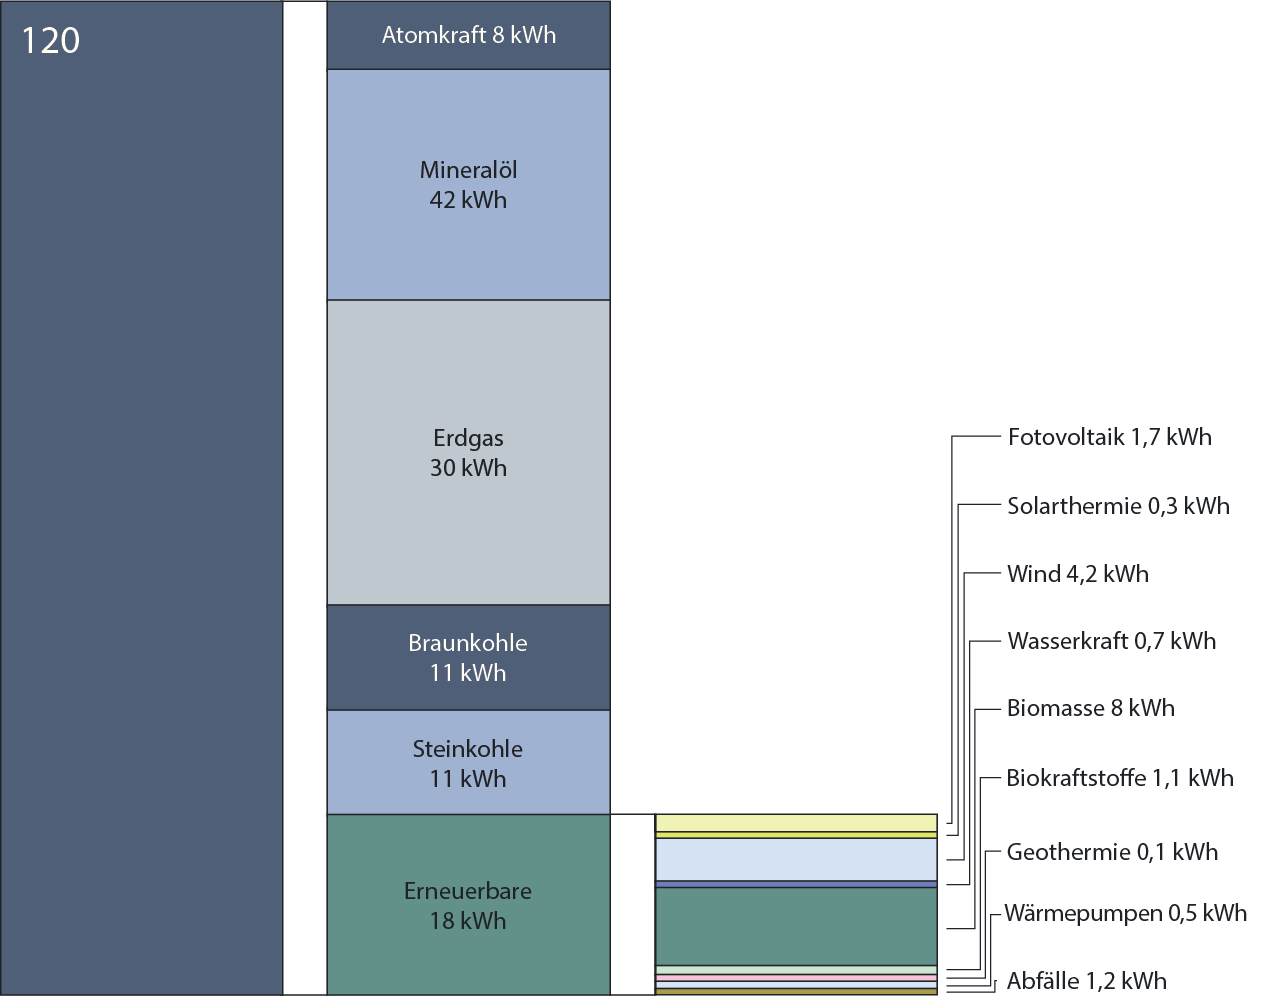 120
Atomkraft 8 kWh
Mineralöl
42 kWh
Erdgas
30 kWh
Braunkohle
11 kWh
Steinkohle
11 kWh
Erneuerbare
18 kWh
Fotovoltaik 1,7 kWh
Solarthermie 0,3 kWh
Wind 4,2 kWh
Wasserkraft 0,7 kWh
Biomasse 8 kWh
Biokraftstoffe 1,1 kWh
Geothermie 0,1 kWh
Wärmepumpen 0,5 kWh
Abfälle 1,2 kWh